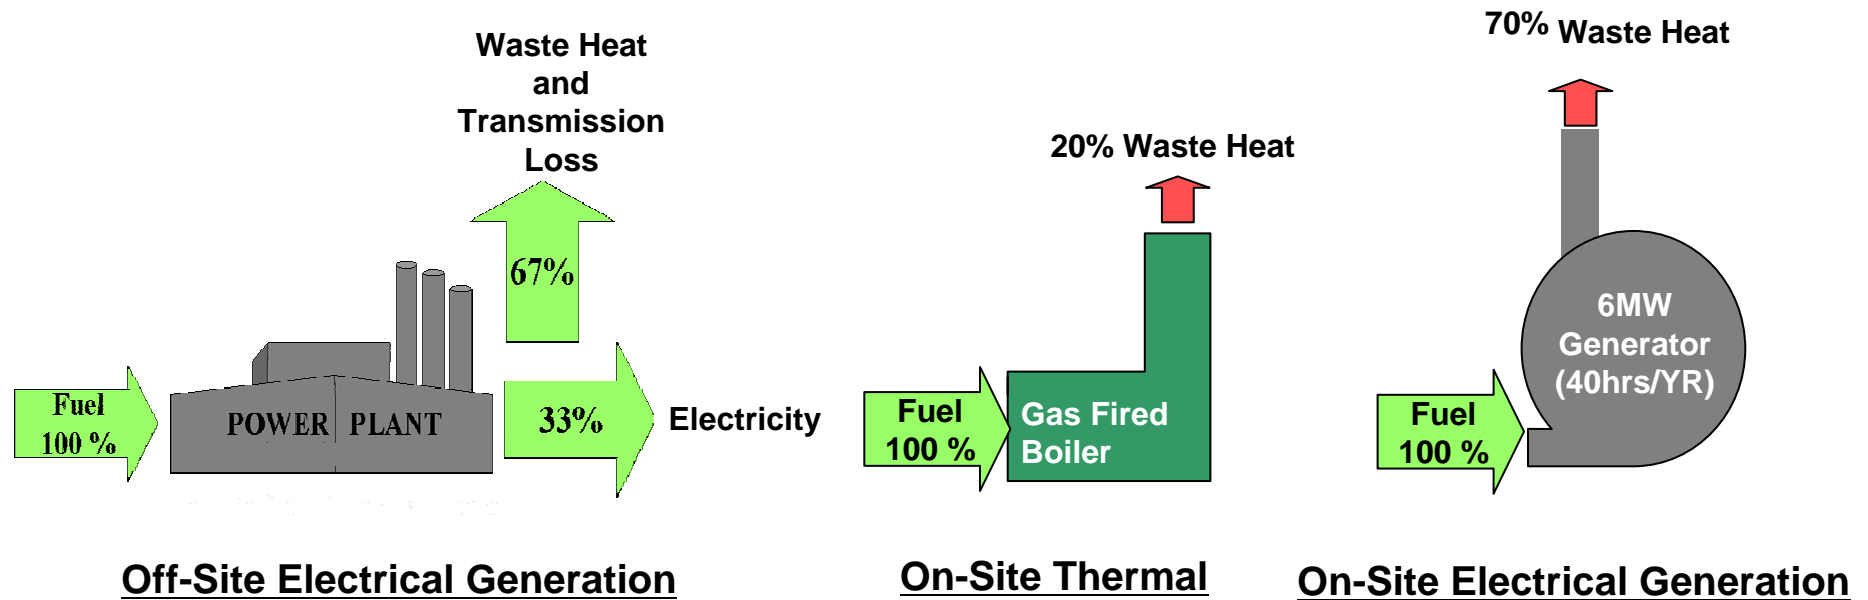 Waste Heat
and
Transmission
Loss
67%
Fuel
100 %
POWER PLANT
33%
Electricity
Off-Site Electrical Generation
20% Waste Heat
Fuel
100 %
Gas Fired
Boiler
On-Site Thermal
70% Waste Heat
6MW
Generator
(40hrs/YR)
Fuel
100 %
On-Site Electrical Generation